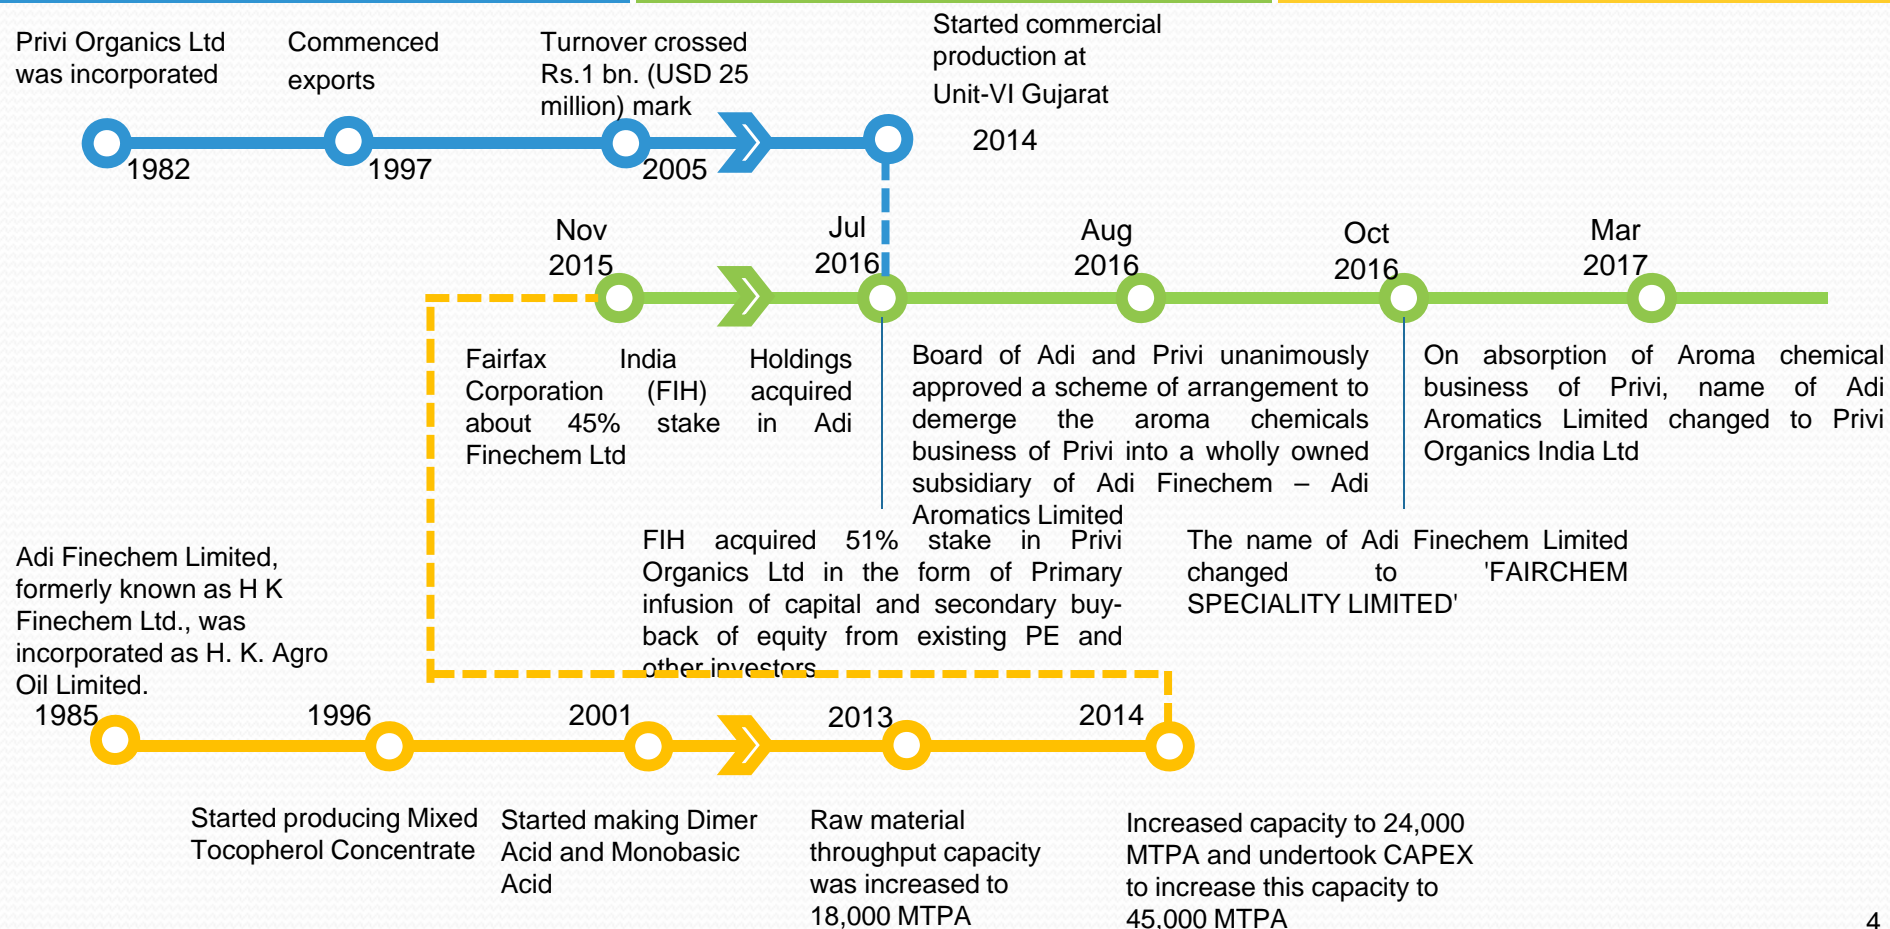 Privi Organics Ltd
was incorporated
Commenced
exports
Turnover crossed
Rs.1 bn. (USD 25
million) mark
Started commercial
production at
Unit-VI Gujarat
1982
1997
2005
2014
Nov
2015
Jul
2016
Aug
2016
Oct
2016
Mar
2017
Fairfax India Holdings
Corporation (FIH) acquired
about 45% stake in Adi
Finechem Ltd
Board of Adi and Privi unanimously
approved a scheme of arrangement to
demerge the aroma chemicals
business of Privi into a wholly owned
subsidiary of Adi Finechem – Adi
Aromatics Limited
On absorption of Aroma chemical
business of Privi, name of Adi
Aromatics Limited changed to Privi
Organics India Ltd
FIH acquired 51% stake in Privi
Organics Ltd in the form of Primary
infusion of capital and secondary buy-
back of equity from existing PE and
other investors
The name of Adi Finechem Limited
changed to 'FAIRCHEM
SPECIALITY LIMITED'
Adi Finechem Limited,
formerly known as H K
Finechem Ltd., was
incorporated as H. K. Agro
Oil Limited.
1985
1996
2001
2013
2014
Started producing Mixed
Tocopherol Concentrate
Started making Dimer
Acid and Monobasic
Acid
Raw material
throughput capacity
was increased to
18,000 MTPA
Increased capacity to 24,000
MTPA and undertook CAPEX
to increase this capacity to
45,000 MTPA
4